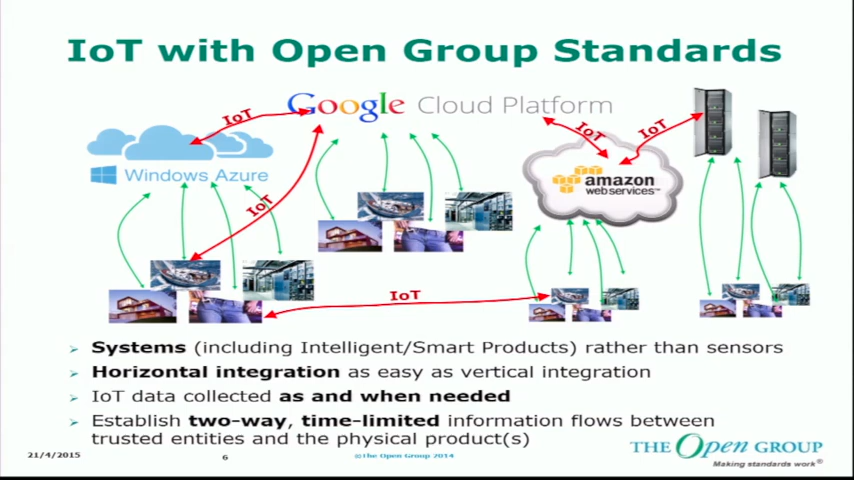 IoT with Open Group Standards
Google Cloud Platform
IoT
IoT
IoT
Windows Azure
amazon
webservices™
IoT
IoT
➢ Systems (including Intelligent/Smart Products) rather than sensors
➢ Horizontal integration as easy as vertical integration
➢ IoT data collected as and when needed
➢ Establish two-way, time-limited information flows between
trusted entities and the physical product(s)
21/4/2015
6
©The Open Group 2014
THE Open GROUP
Making standards work®